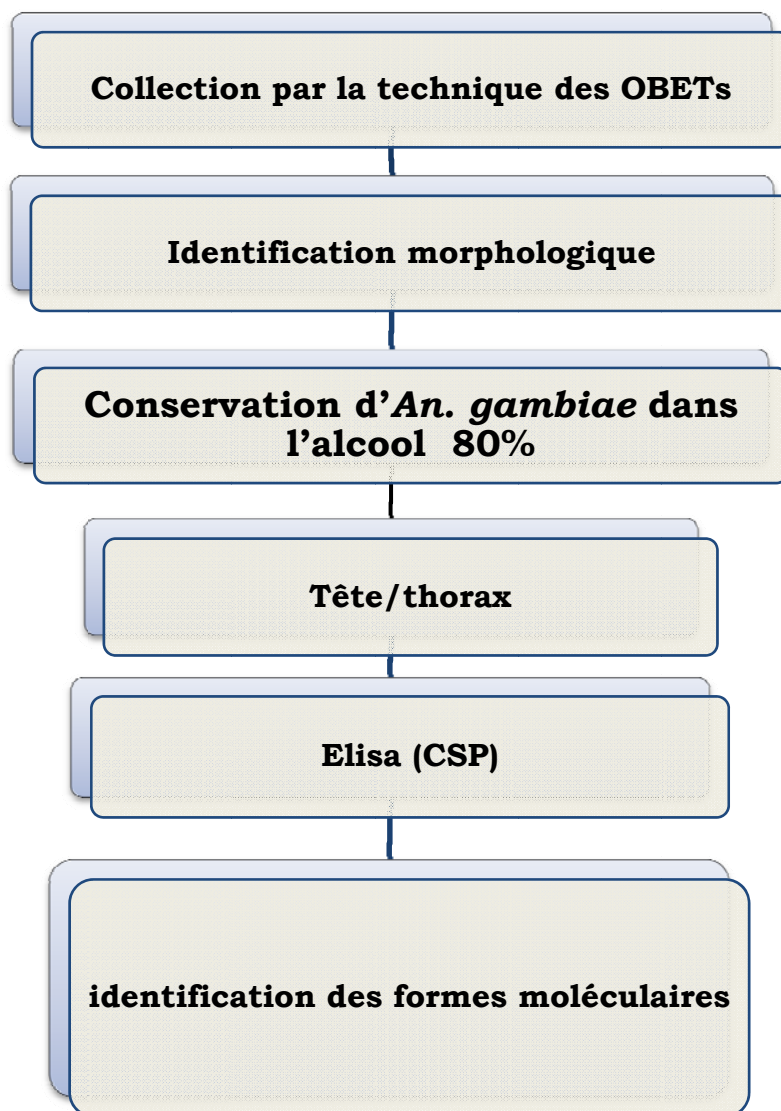 Collection par la technique des OBETs
Identification morphologique
Conservation d’An. gambiae dans
l’alcool 80%
Tête/thorax
Elisa (CSP)
identification des formes moléculaires